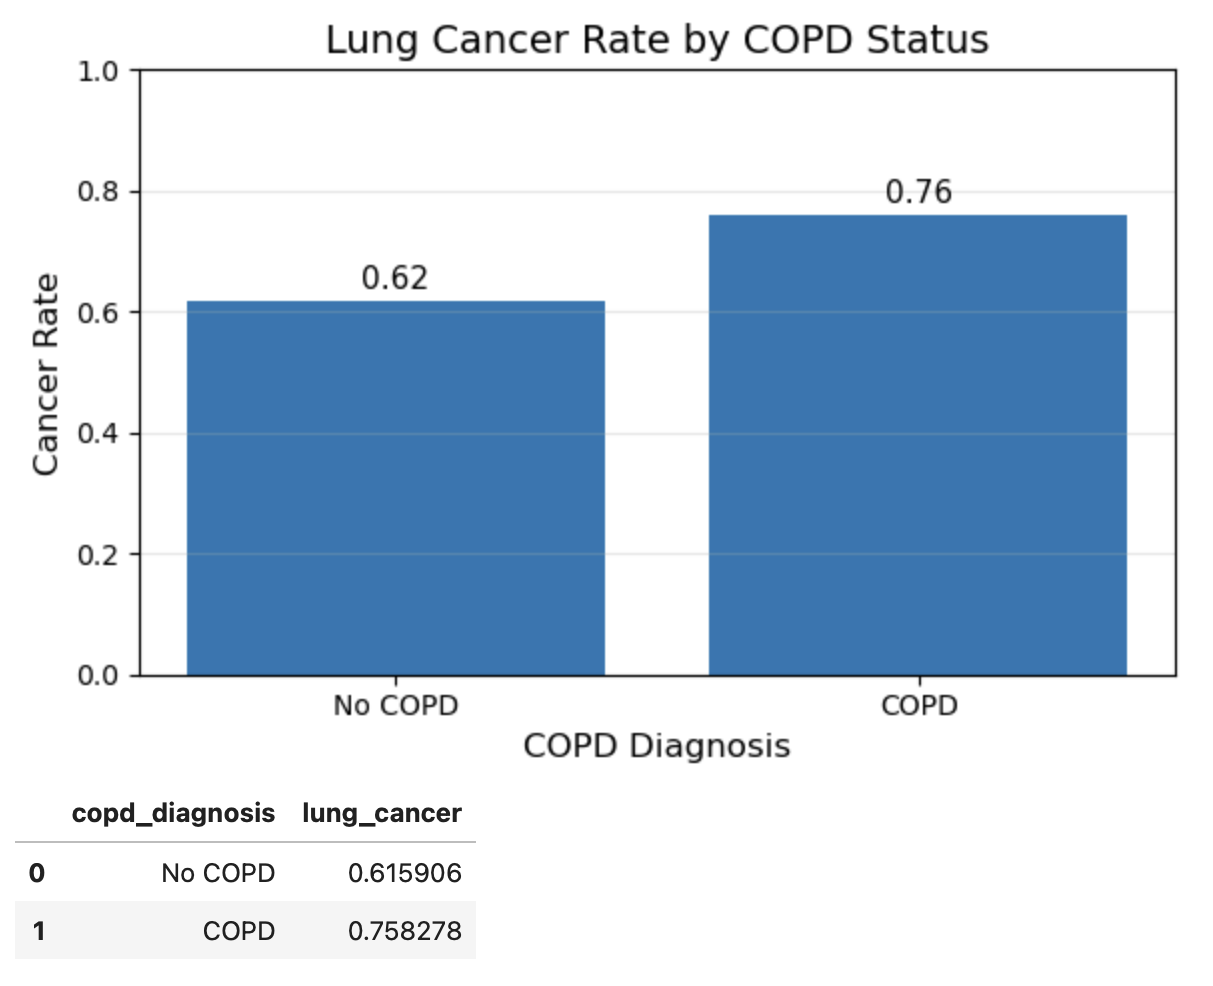 Lung Cancer Rate by COPD Status
1.0
0.8
0.6
0.4
0.2
0.0
Cancer Rate
0.62
0.76
No COPD COPD
COPD Diagnosis
copd_diagnosis lung_cancer
0 No COPD 0.615906
1 COPD 0.758278